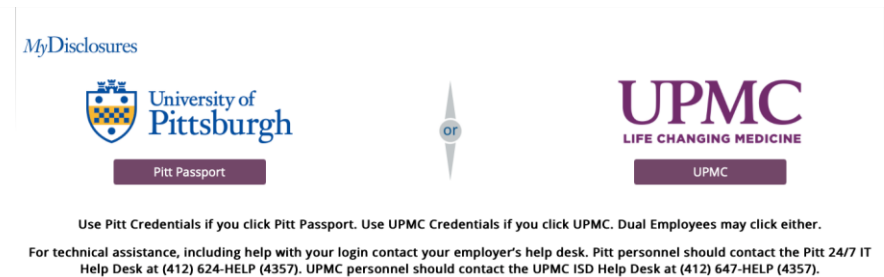 MyDisclosures
University of
Pittsburgh
or
UPMC
LIFE CHANGING MEDICINE
Pitt Passport
UPMC
Use Pitt Credentials if you click Pitt Passport. Use UPMC Credentials if you click UPMC. Dual Employees may click either.
For technical assistance, including help with your login contact your employer's help desk. Pitt personnel should contact the Pitt 24/7 IT
Help Desk at (412) 624-HELP (4357). UPMC personnel should contact the UPMC ISD Help Desk at (412) 647-HELP (4357).